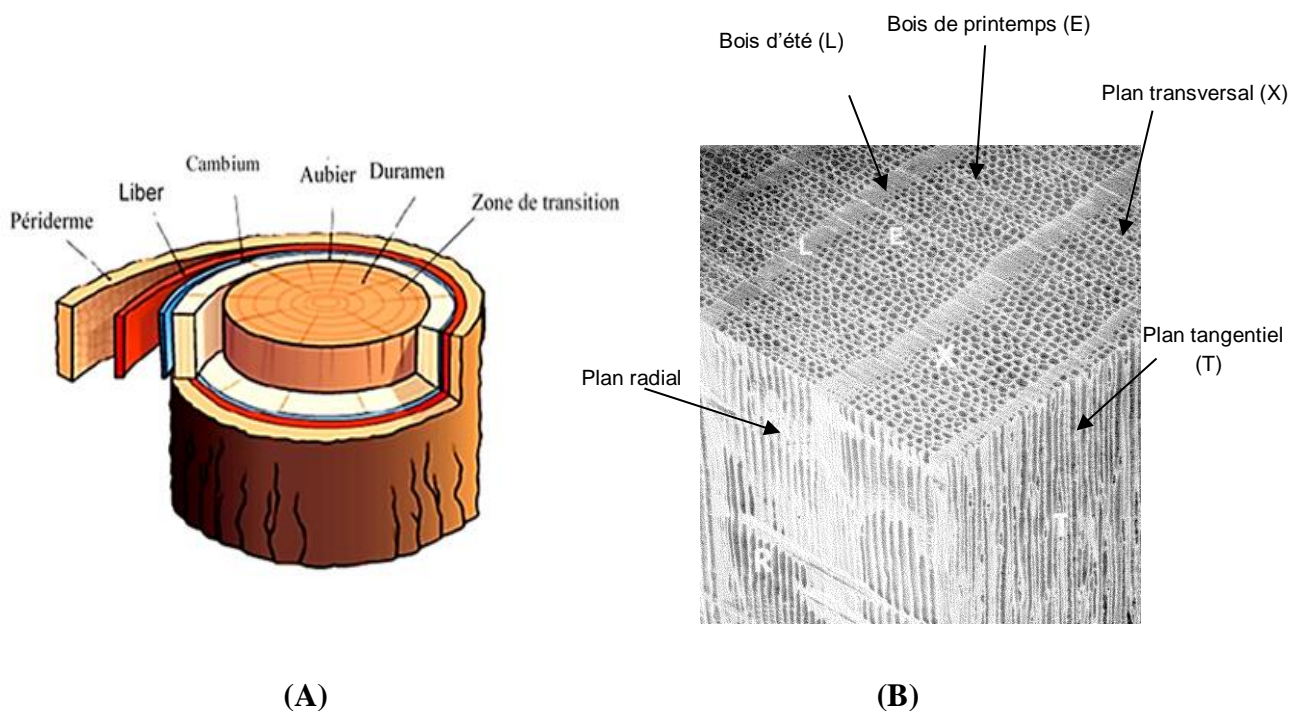 Périderme
Liber
Cambium
Aubier Duramen
Zone de transition
(A)
Bois d’été (L)
Bois de printemps (E)
Plan transversal (X)
Plan tangentiel
(T)
Plan radial
L
E
X
R
T
(B)